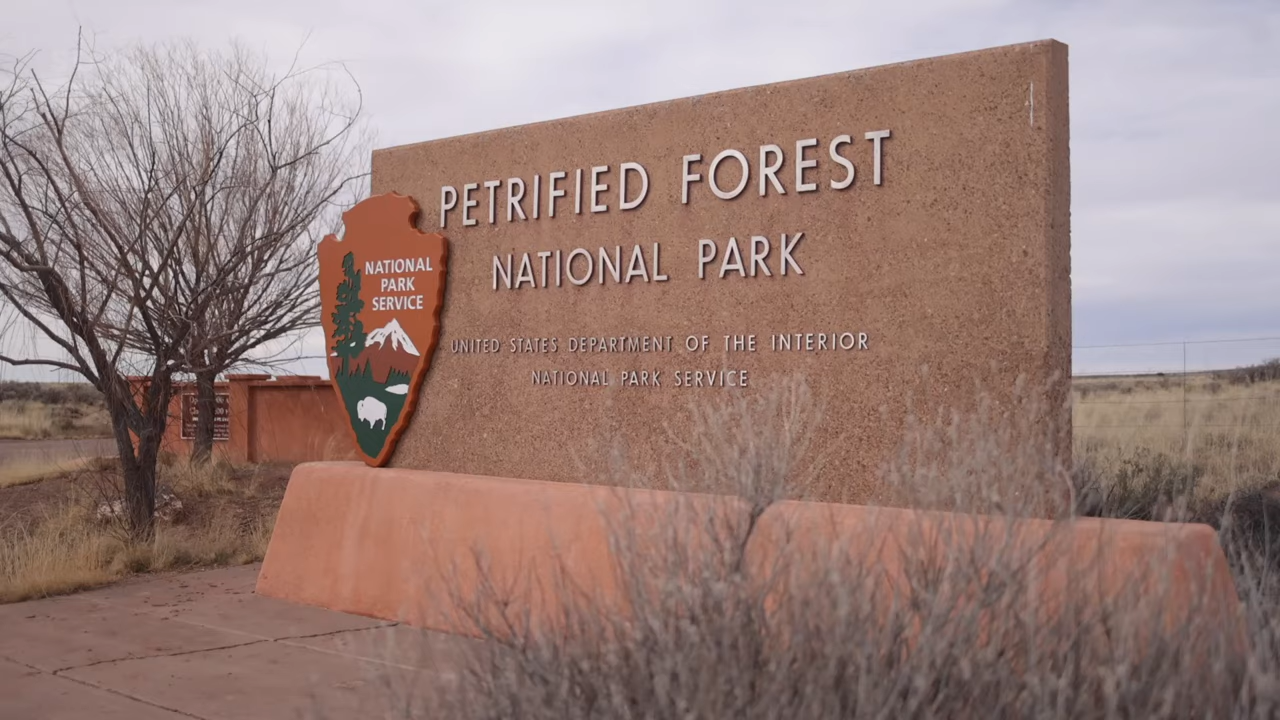 PETRIFIED FOREST
NATIONAL PARK
UNITED STATES DEPARTMENT OF THE INTERIOR
NATIONAL PARK SERVICE
NATIONAL
PARK
SERVICE